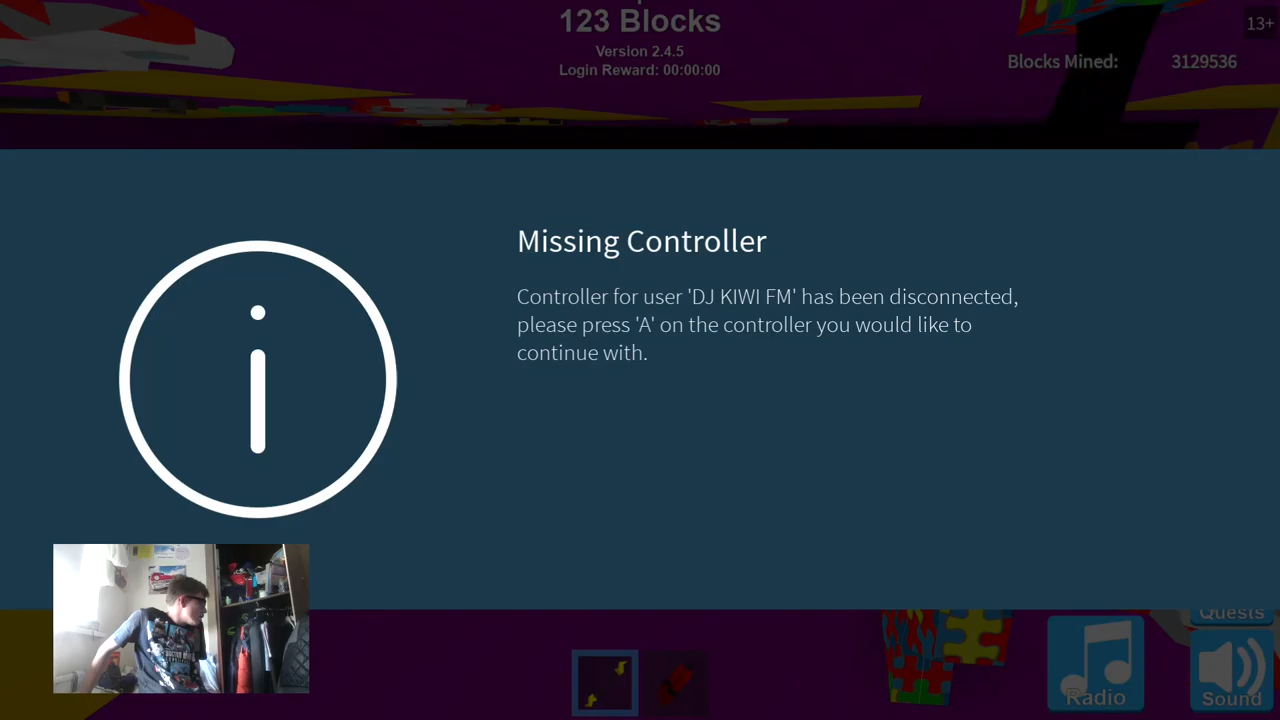 123 Blocks
Version 2.4.5
Login Reward: 00:00:00
13+
Blocks Mined: 3129536
Missing Controller
Controller for user 'DJ KIWI FM' has been disconnected,
please press 'A' on the controller you would like to
continue with.
Quests
Radio
Sound